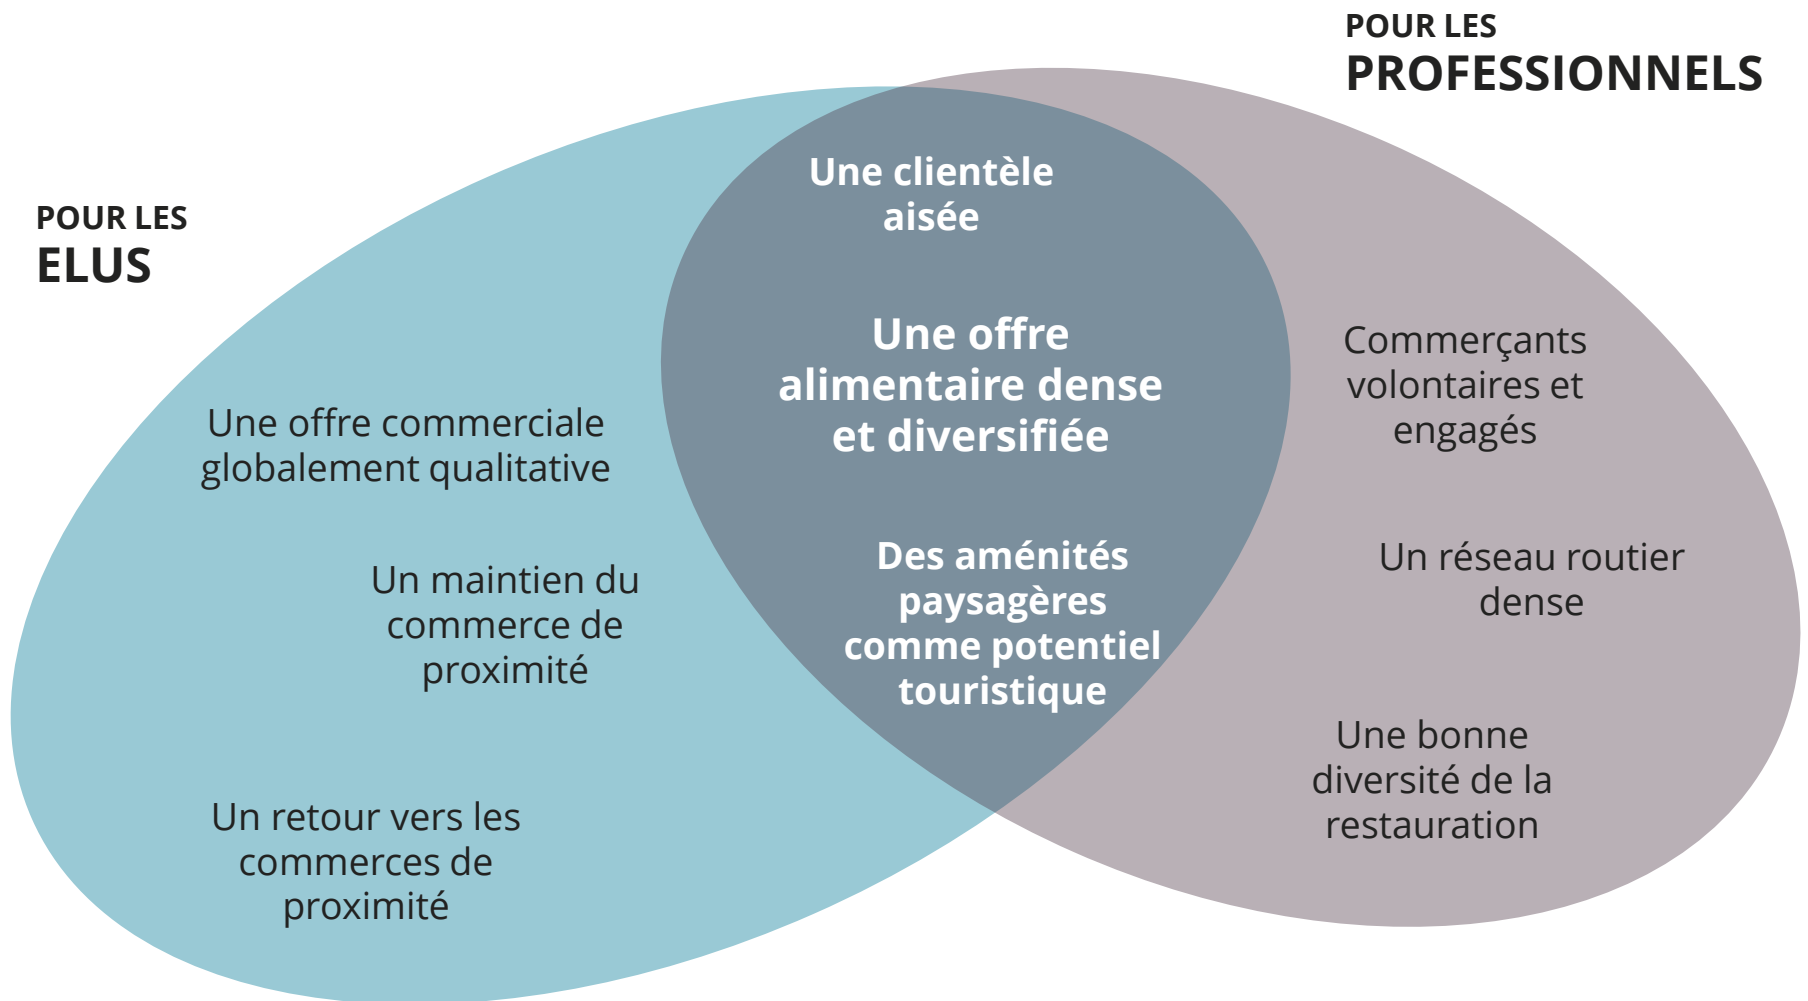 POUR LES
ELUS
Une offre commerciale
globalement qualitative
Un maintien du
commerce de
proximité
Un retour vers les
commerces de
proximité
Une clientèle
aisée
Une offre
alimentaire dense
et diversifiée
Des aménités
paysagères
comme potentiel
touristique
POUR LES
PROFESSIONNELS
Commerçants
volontaires et
engagés
Un réseau routier
dense
Une bonne
diversité de la
restauration